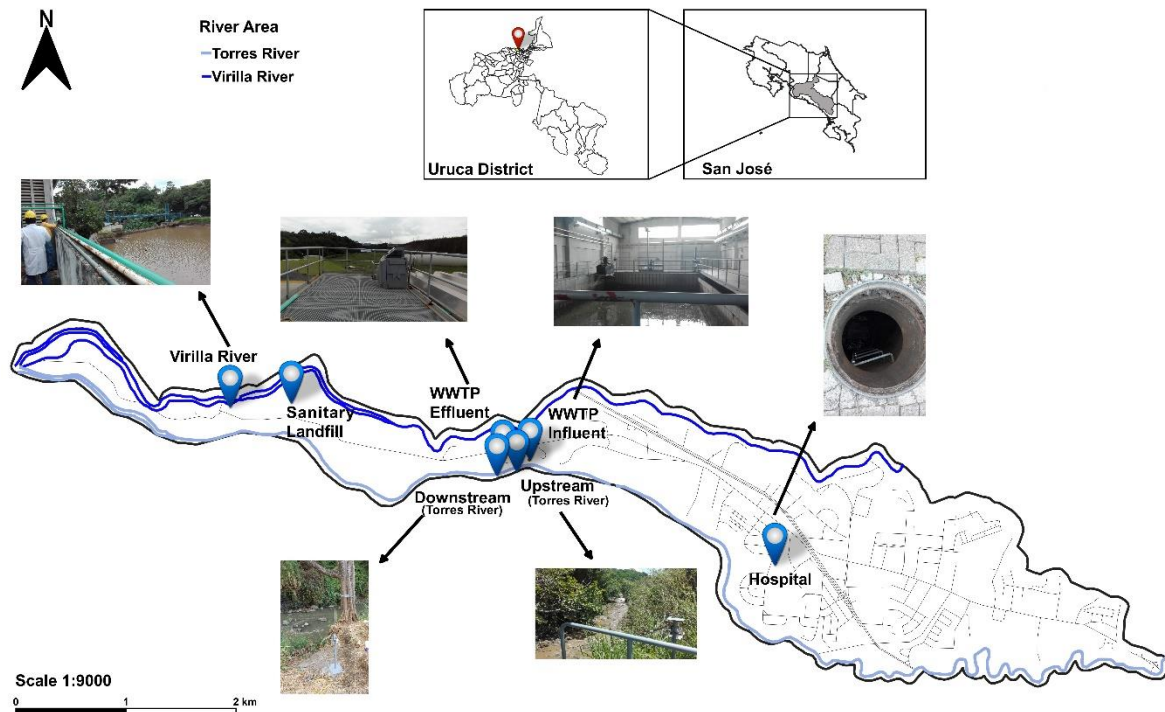 N
River Area
Torres River
Virilla River
Uruca District
San José
Virilla River
Sanitary
Landfill
WWTP
Effluent
WWTP
Influent
Downstream
(Torres River)
Upstream
(Torres River)
Hospital
Scale 1:9000
0 1 2 km